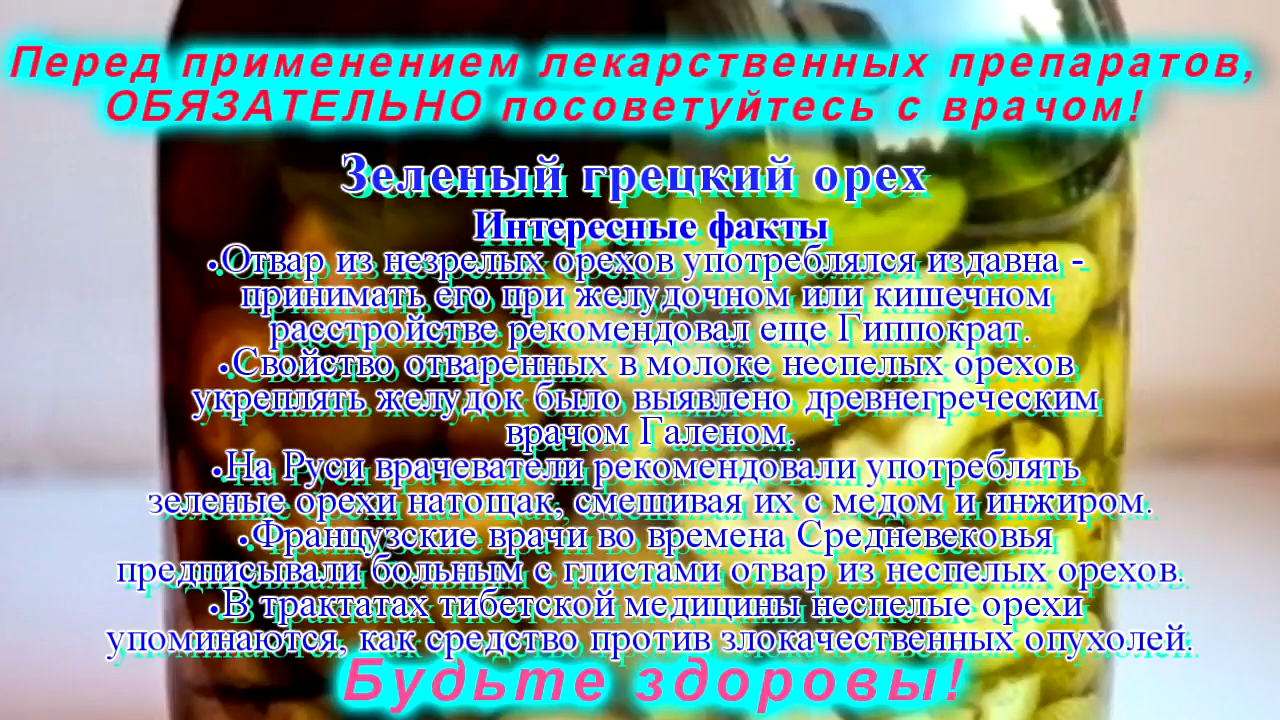 Перед применением лекарственных препаратов,
ОБЯЗАТЕЛЬНО посоветуйтесь с врачом!
Зеленый грецкий орех
Интересные факты
•Отвар из незрелых орехов употреблялся издавна -
принимать его при желудочном или кишечном
расстройстве рекомендовал еще Гиппократ.
•Свойство отваренных в молоке неспелых орехов
укреплять желудок было выявлено древнегреческим
врачом Галеном.
•На Руси врачеватели рекомендовали употреблять
зеленые орехи натощак, смешивая их с медом и инжиром.
•Французские врачи во времена Средневековья
предписывали больным с глистами отвар из неспелых орехов.
•В трактатах тибетской медицины неспелые орехи
упоминаются, как средство против злокачественных опухолей.
Будьте здоровы!